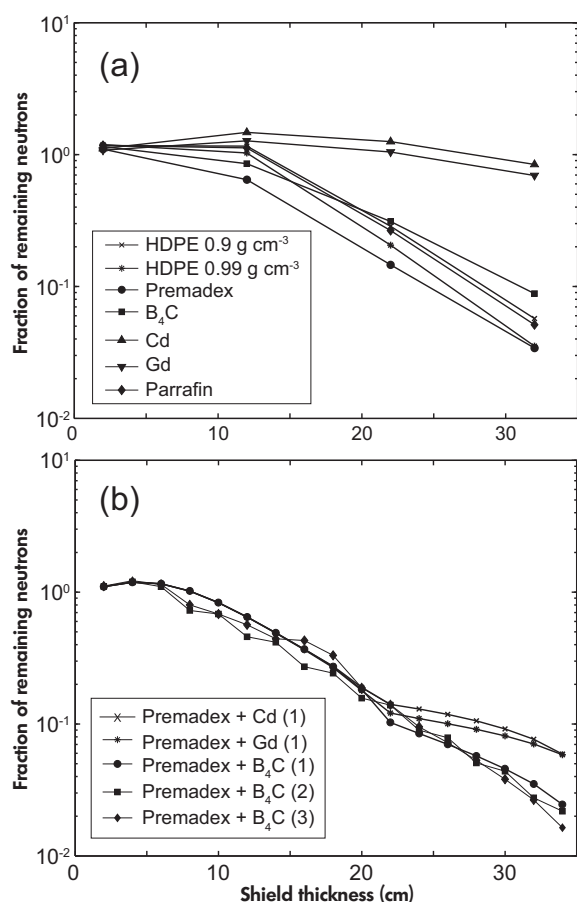 (a)
Fraction of remaining neutrons
10¹
10⁰
10⁻¹
10⁻²
HDPE 0.9 g cm⁻³
HDPE 0.99 g cm⁻³
Premadex
B₄C
Cd
Gd
Parrafin
0 10 20 30
(b)
Fraction of remaining neutrons
10¹
10⁰
10⁻¹
10⁻²
Premadex + Cd (1)
Premadex + Gd (1)
Premadex + B₄C (1)
Premadex + B₄C (2)
Premadex + B₄C (3)
0 10 20 30
Shield thickness (cm)